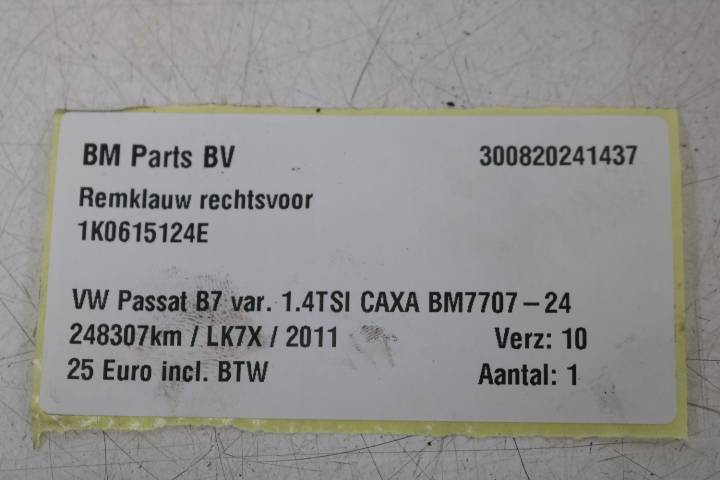 BM Parts BV 300820241437
Remklauw rechtsvoor
1K0615124E
VW Passat B7 var. 1.4TSI CAXA BM7707-24
248307km / LK7X / 2011 Verz: 10
25 Euro incl. BTW Aantal: 1